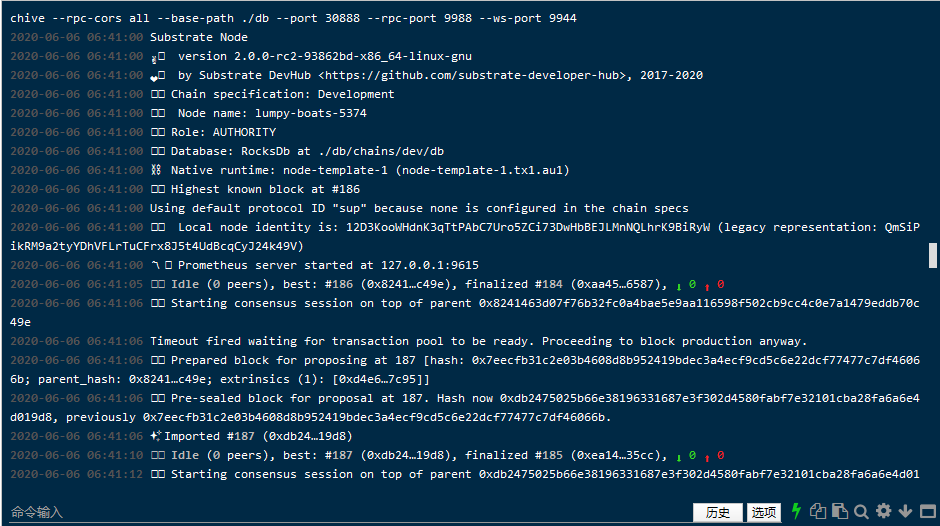 chive --rpc-cors all --base-path ./db --port 30888 --rpc-port 9988 --ws-port 9944
2020-06-06 06:41:00 Substrate Node
2020-06-06 06:41:00 version 2.0.0-rc2-93862bd-x86_64-linux-gnu
2020-06-06 06:41:00 by Substrate DevHub <https://github.com/substrate-developer-hub>, 2017-2020
2020-06-06 06:41:00 Chain specification: Development
2020-06-06 06:41:00 Node name: lumpy-boats-5374
2020-06-06 06:41:00 Role: AUTHORITY
2020-06-06 06:41:00 Database: RocksDb at ./db/chains/dev/db
2020-06-06 06:41:00 Native runtime: node-template-1 (node-template-1.tx1.au1)
2020-06-06 06:41:00 Highest known block at #186
2020-06-06 06:41:00 Using default protocol ID "sup" because none is configured in the chain specs
2020-06-06 06:41:00 Local node identity is: 12D3KooWHdnK3qTtPAbC7Uro5ZCi73DwHbBEJLMnNQLhrK9BiRyW (legacy representation: QmSiP
ikRM9a2tyYDhVFLrTuCFrx8J5t4UdBcqCyJ24k49V)
2020-06-06 06:41:00 Prometheus server started at 127.0.0.1:9615
2020-06-06 06:41:05 Idle (0 peers), best: #186 (0x8241…c49e), finalized #184 (0xaa45…6587), ↓ 0 ↑ 0
2020-06-06 06:41:06 Starting consensus session on top of parent 0x8241463d07f76b32fc0a4bae5e9aa116598f502cb9cc4c0e7a1479eddb70c
49e
2020-06-06 06:41:06 Timeout fired waiting for transaction pool to be ready. Proceeding to block production anyway.
2020-06-06 06:41:06 Prepared block for proposing at 187 [hash: 0x7eecfb31c2e03b4608d8b952419bdec3a4ecf9cd5c6e22dcf77477c7df4606
6b; parent_hash: 0x8241…c49e; extrinsics (1): [0xd4e6…7c95]]
2020-06-06 06:41:06 Pre-sealed block for proposal at 187. Hash now 0xdb2475025b66e38196331687e3f302d4580fabf7e32101cba28fa6a6e4
d019d8, previously 0x7eecfb31c2e03b4608d8b952419bdec3a4ecf9cd5c6e22dcf77477c7df46066b.
2020-06-06 06:41:06 ✨Imported #187 (0xdb24…19d8)
2020-06-06 06:41:10 Idle (0 peers), best: #187 (0xdb24…19d8), finalized #185 (0xea14…35cc), ↓ 0 ↑ 0
2020-06-06 06:41:12 Starting consensus session on top of parent 0xdb2475025b66e38196331687e3f302d4580fabf7e32101cba28fa6a6e4d01
命令输入 历史 选项